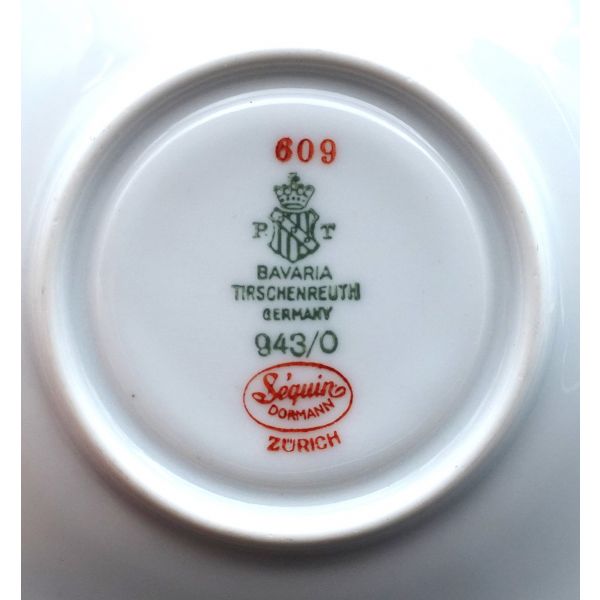 609
P T
BAVARIA
TIRSCHENREUTH
GERMANY
943/0
Séquin
DORMANN
ZÜRICH